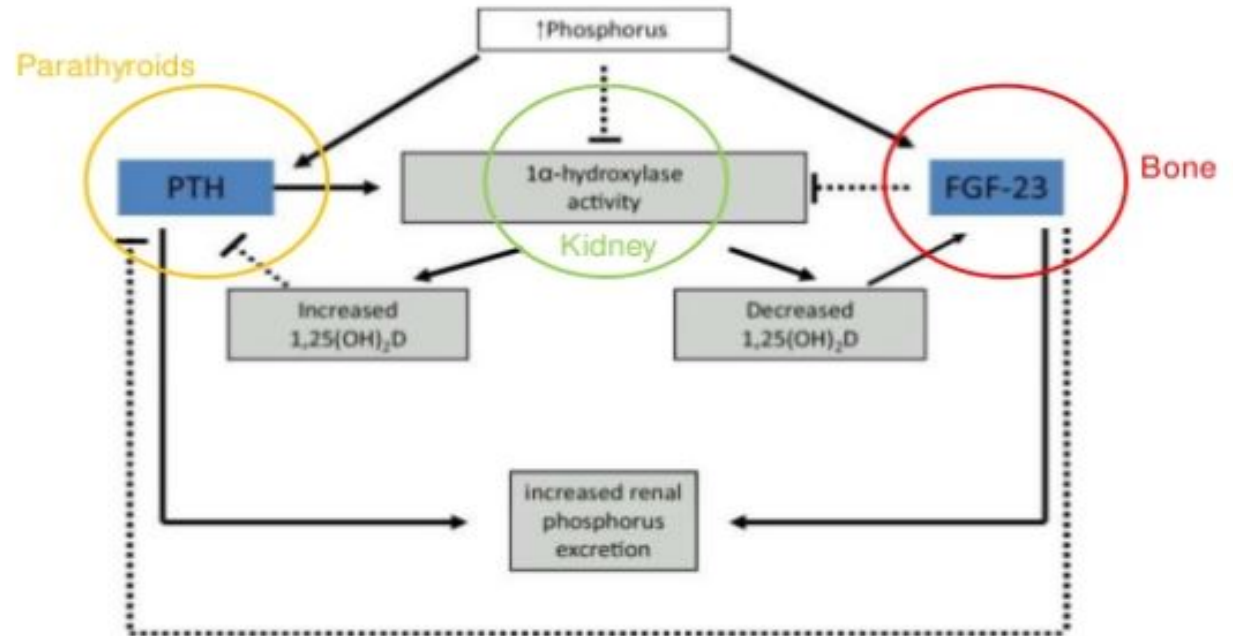 ↑Phosphorus
Parathyroids
PTH
1α-hydroxylase
activity
FGF-23
Bone
Kidney
Increased
1,25(OH)₂D
Decreased
1,25(OH)₂D
increased renal
phosphorus
excretion